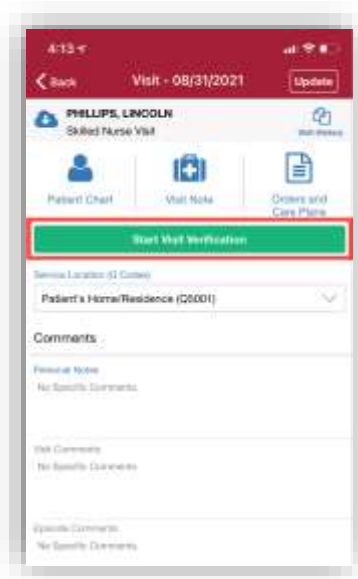 4:13
Back Visit - 08/31/2021 Update
PHILLIPS, LINCOLN
Skilled Nurse Visit
Visit History
Patient Chart Visit Note Orders and
Care Plans
Start Visit Verification
Service Location (Q Codes)
Patient's Home/Residence (Q5001)
Comments
Personal Notes
No Specific Comments
Visit Comments
No Specific Comments
Episode Comments
No Specific Comments